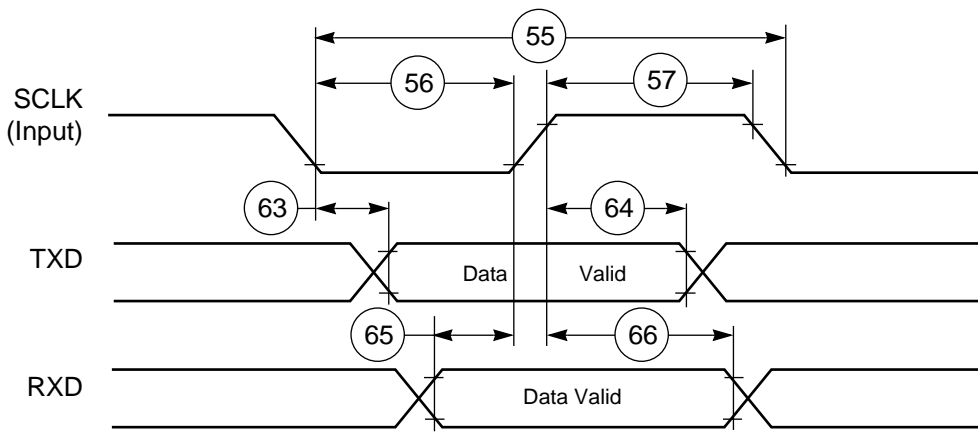 55
56
57
SCLK
(Input)
63
64
TXD
Data Valid
65
66
RXD
Data Valid